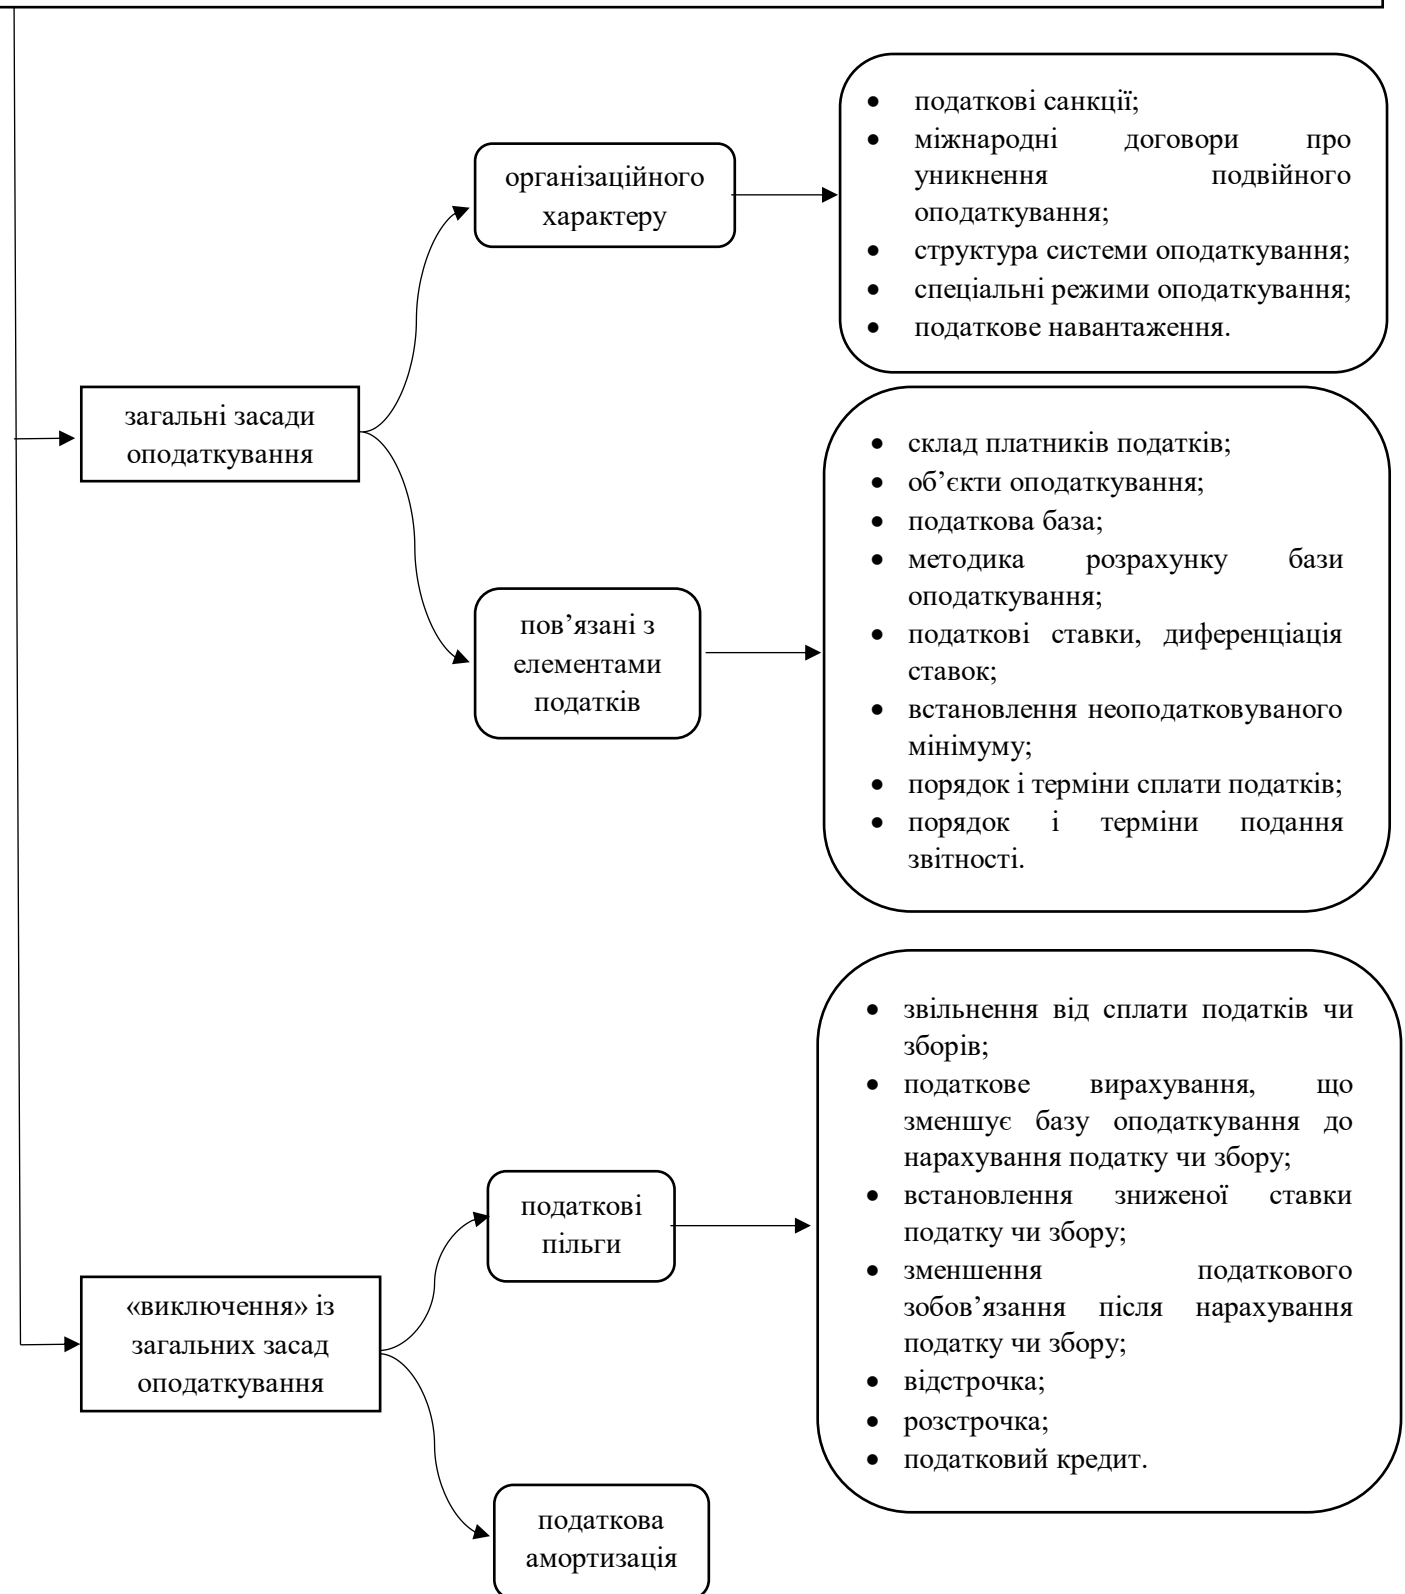 • податкові санкції;
• міжнародні договори про
уникнення подвійного
оподаткування;
• структура системи оподаткування;
• спеціальні режими оподаткування;
• податкове навантаження.
організаційного
характеру
загальні засади
оподаткування
• склад платників податків;
• об’єкти оподаткування;
• податкова база;
• методика розрахунку бази
оподаткування;
• податкові ставки, диференціація
ставок;
• встановлення неоподатковуваного
мінімуму;
• порядок і терміни сплати податків;
• порядок і терміни подання
звітності.
пов’язані з
елементами
податків
• звільнення від сплати податків чи
зборів;
• податкове вирахування, що
зменшує базу оподаткування до
нарахування податку чи збору;
• встановлення зниженої ставки
податку чи збору;
• зменшення податкового
зобов’язання після нарахування
податку чи збору;
• відстрочка;
• розстрочка;
• податковий кредит.
податкові
пільги
«виключення» із
загальних засад
оподаткування
податкова
амортизація